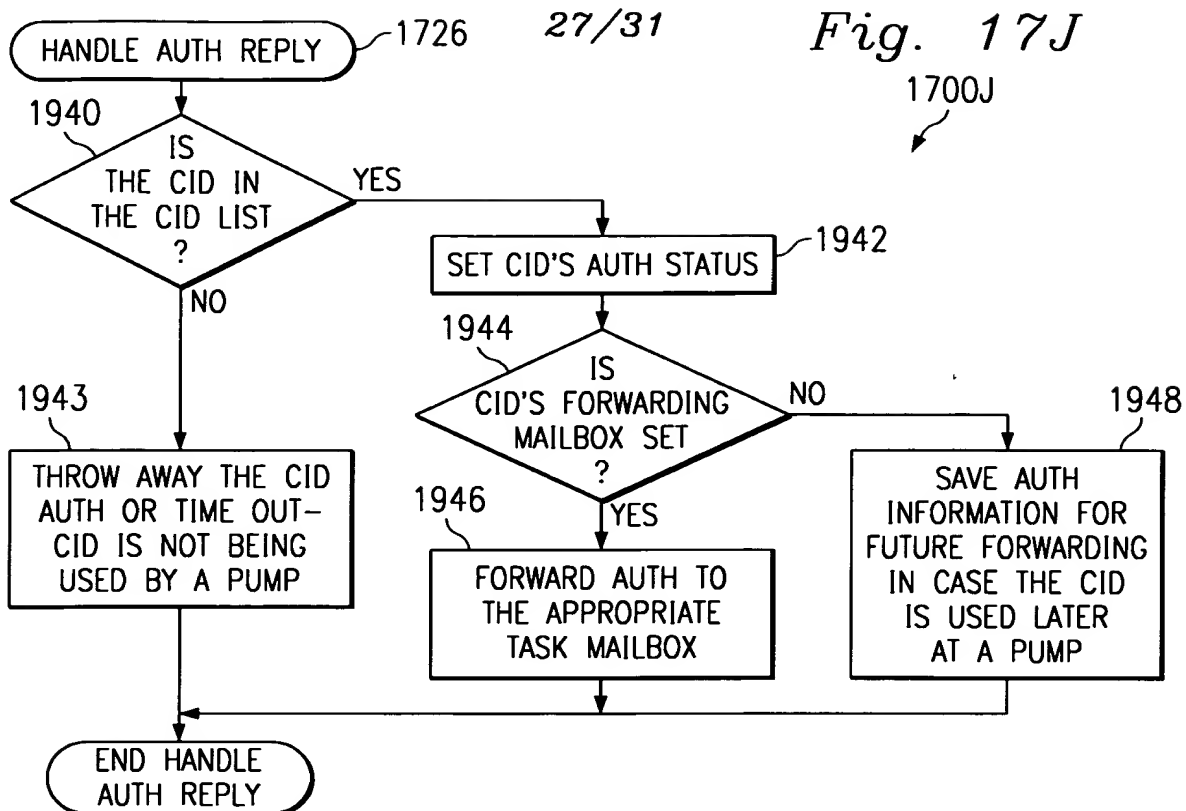 27/31
Fig. 17J
1700J
HANDLE AUTH REPLY
1726
1940
IS
THE CID IN
THE CID LIST
?
YES
NO
SET CID'S AUTH STATUS
1942
1944
IS
CID'S FORWARDING
MAILBOX SET
?
NO
YES
1943
THROW AWAY THE CID
AUTH OR TIME OUT–
CID IS NOT BEING
USED BY A PUMP
1946
FORWARD AUTH TO
THE APPROPRIATE
TASK MAILBOX
1948
SAVE AUTH
INFORMATION FOR
FUTURE FORWARDING
IN CASE THE CID
IS USED LATER
AT A PUMP
END HANDLE
AUTH REPLY